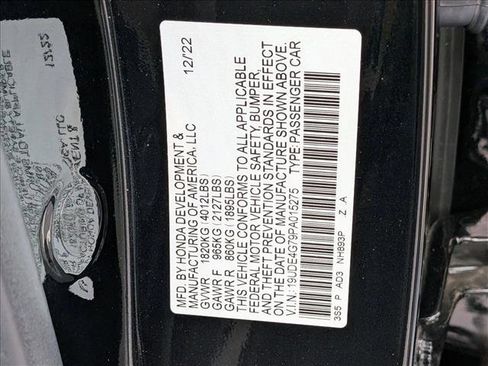 MFD. BY HONDA DEVELOPMENT &
MANUFACTURING OF AMERICA, LLC 12/22
GVWR 1820KG(4012LBS)
GAWR F 965KG(2127LBS)
GAWR R 860KG(1895LBS)
THIS VEHICLE CONFORMS TO ALL APPLICABLE
FEDERAL MOTOR VEHICLE SAFETY, BUMPER,
AND THEFT PREVENTION STANDARDS IN EFFECT
ON THE DATE OF MANUFACTURE SHOWN ABOVE.
V.I.N.:19UDE4G79PA015275 TYPE:PASSENGER CAR
3S5 P AD3 NH893P Z A